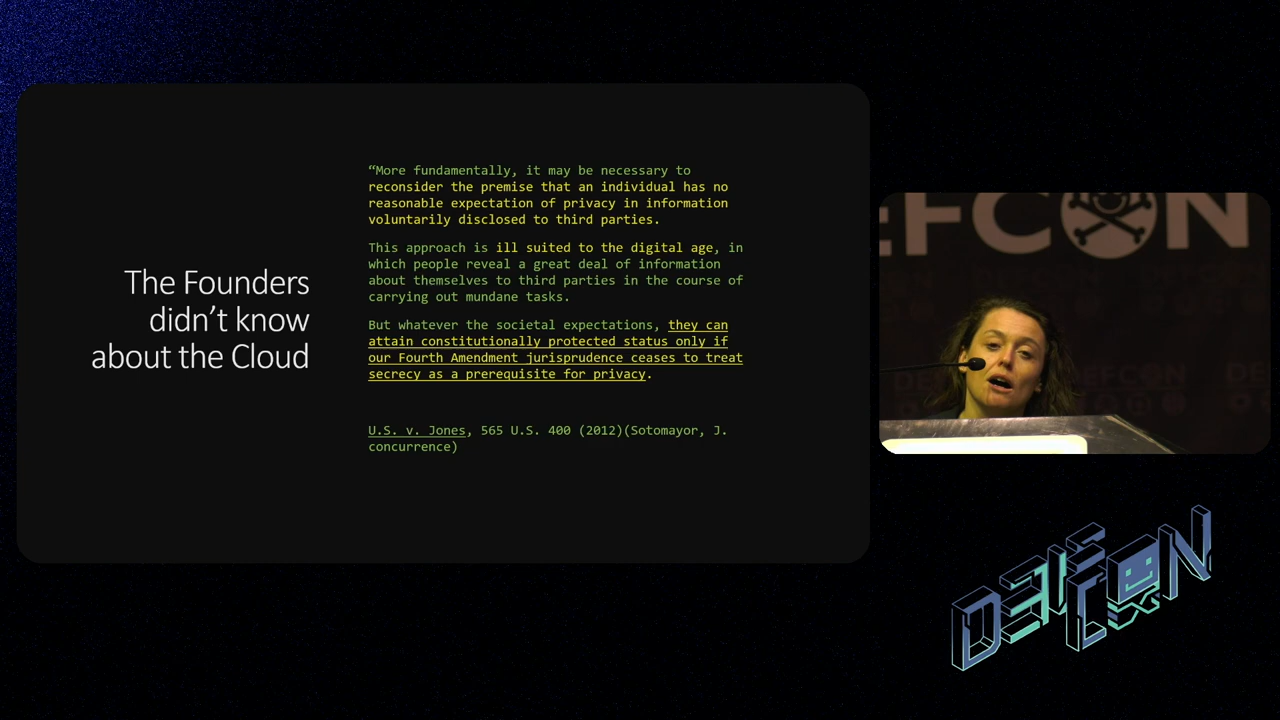 The Founders
didn’t know
about the Cloud
“More fundamentally, it may be necessary to
reconsider the premise that an individual has no
reasonable expectation of privacy in information
voluntarily disclosed to third parties.
This approach is ill suited to the digital age, in
which people reveal a great deal of information
about themselves to third parties in the course of
carrying out mundane tasks.
But whatever the societal expectations, they can
attain constitutionally protected status only if
our Fourth Amendment jurisprudence ceases to treat
secrecy as a prerequisite for privacy.
U.S. v. Jones, 565 U.S. 400 (2012)(Sotomayor, J.
concurrence)
EFCON
DEFCON
DE
DEF CON